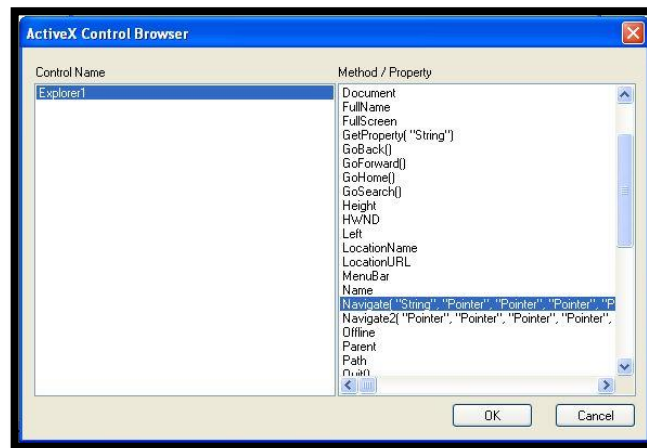 ActiveX Control Browser
Control Name
Explorer1
Method / Property
Document
FullName
FullScreen
GetProperty( "String")
GoBack()
GoForward()
GoHome()
GoSearch()
Height
HWND
Left
LocationName
LocationURL
MenuBar
Name
Navigate( "String", "Pointer", "Pointer", "Pointer", "P
Navigate2( "Pointer", "Pointer", "Pointer", "Pointer",
Offline
Parent
Path
Quit()
OK
Cancel